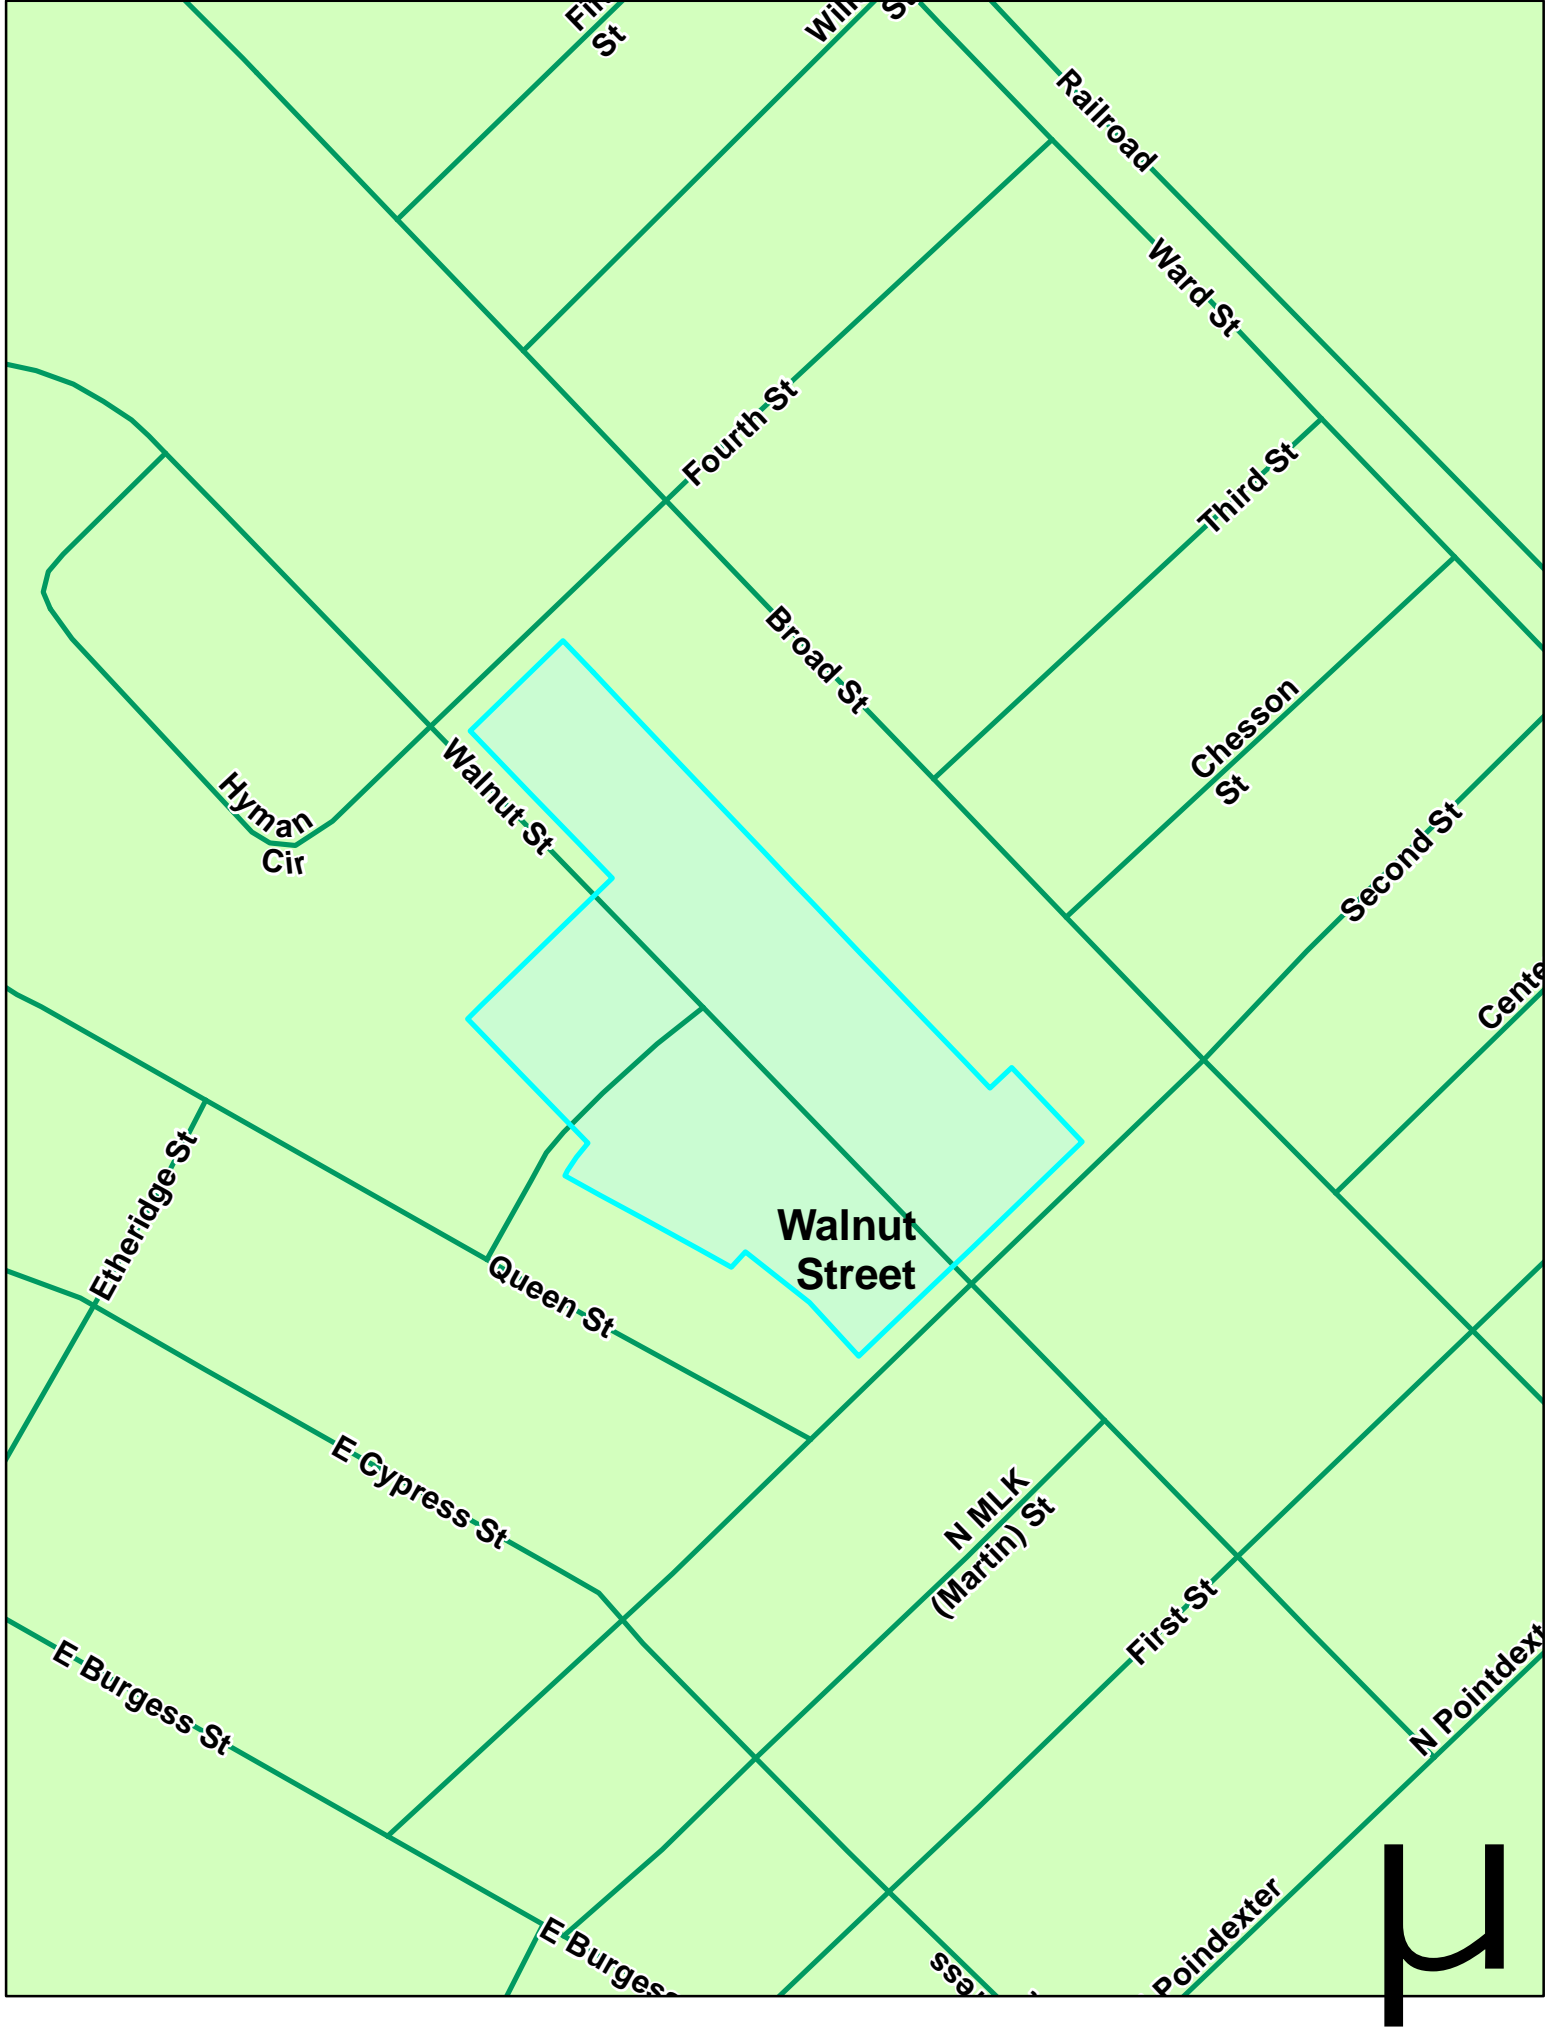 St
Railroad
Ward St
Fourth St
Third St
Broad St
Chesson
St
Walnut St
Hyman
Cir
Second St
Etheridge St
Walnut
Street
Queen St
E Cypress St
N MLK
(Martin) St
First St
E Burgess St
Poindexter
µ